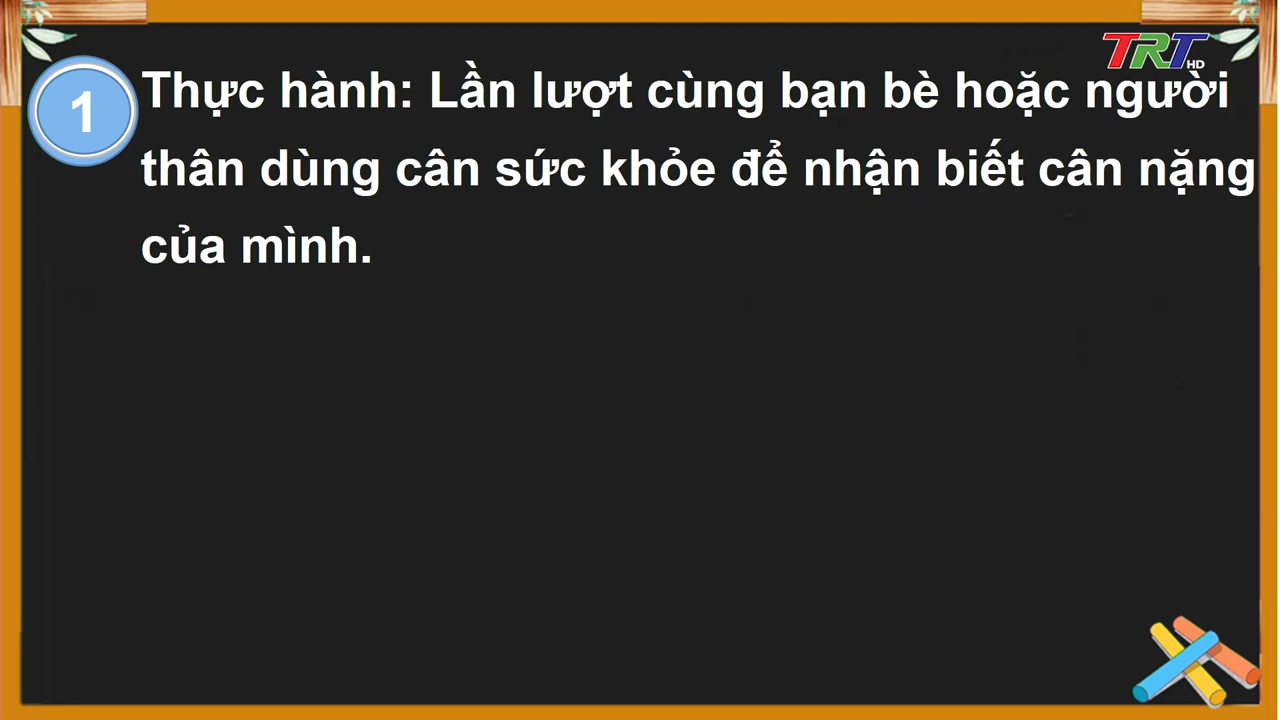 TRT HD
1
Thực hành: Lần lượt cùng bạn bè hoặc người
thân dùng cân sức khỏe để nhận biết cân nặng
của mình.